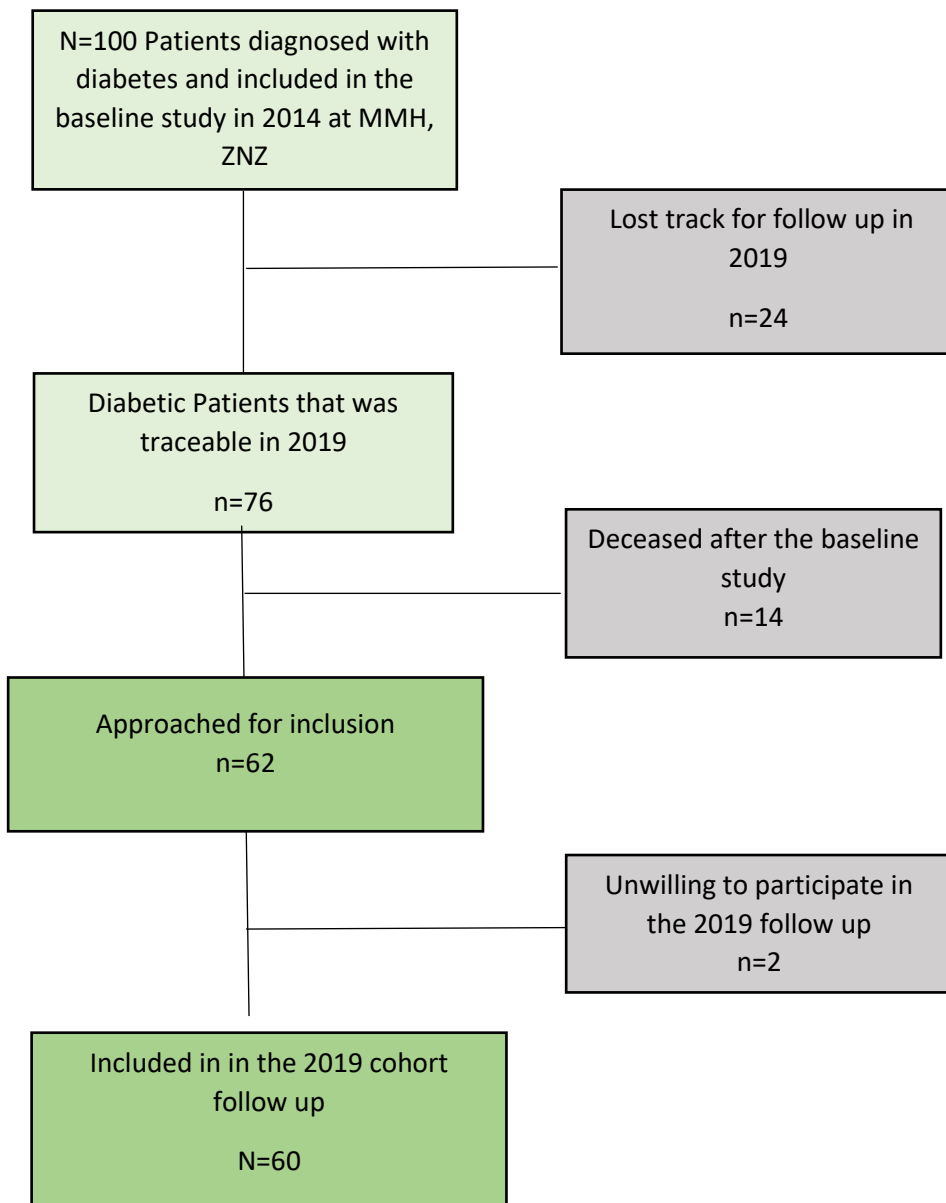 N=100 Patients diagnosed with
diabetes and included in the
baseline study in 2014 at MMH,
ZNZ
Lost track for follow up in
2019
n=24
Diabetic Patients that was
traceable in 2019
n=76
Deceased after the baseline
study
n=14
Approached for inclusion
n=62
Unwilling to participate in
the 2019 follow up
n=2
Included in in the 2019 cohort
follow up
N=60